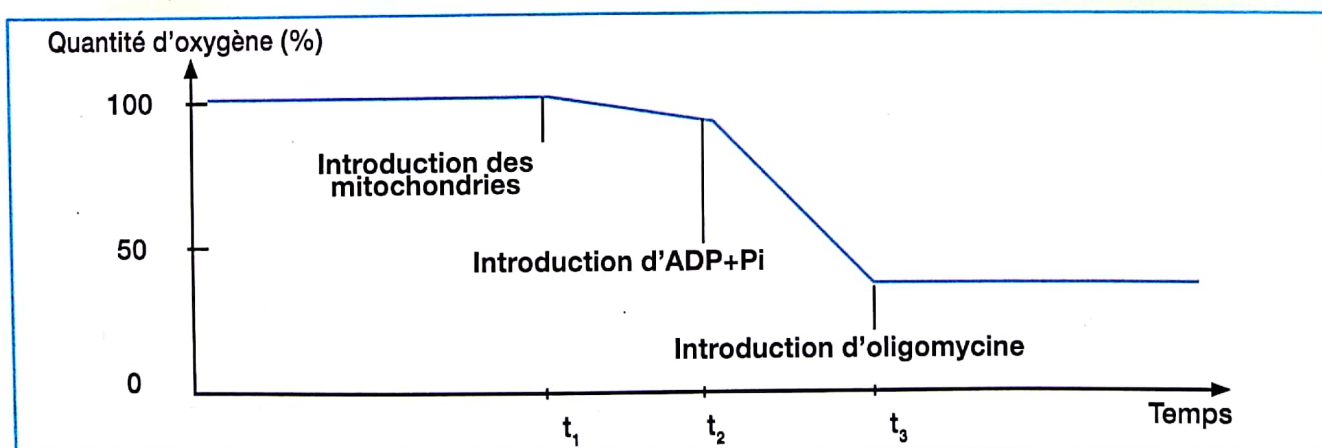 Quantité d'oxygène (%)
100
Introduction des
mitochondries
50
Introduction d'ADP+Pi
Introduction d'oligomycine
0
Temps
t₁
t₂
t₃